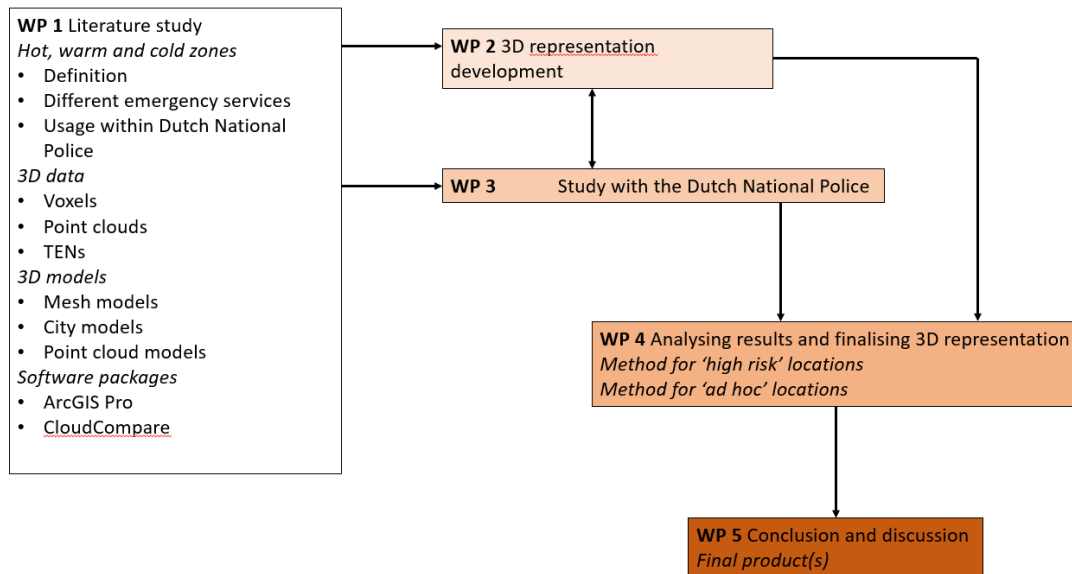 WP 1 Literature study
Hot, warm and cold zones
• Definition
• Different emergency services
• Usage within Dutch National
Police
3D data
• Voxels
• Point clouds
• TENs
3D models
• Mesh models
• City models
• Point cloud models
Software packages
• ArcGIS Pro
• CloudCompare
WP 2 3D representation
development
WP 3 Study with the Dutch National Police
WP 4 Analysing results and finalising 3D representation
Method for ‘high risk’ locations
Method for ‘ad hoc’ locations
WP 5 Conclusion and discussion
Final product(s)